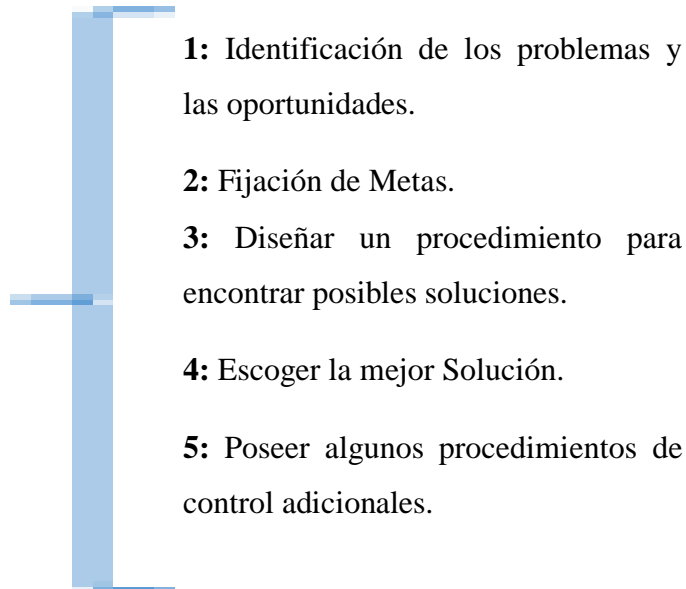 1: Identificación de los problemas y
las oportunidades.
2: Fijación de Metas.
3: Diseñar un procedimiento para
encontrar posibles soluciones.
4: Escoger la mejor Solución.
5: Poseer algunos procedimientos de
control adicionales.